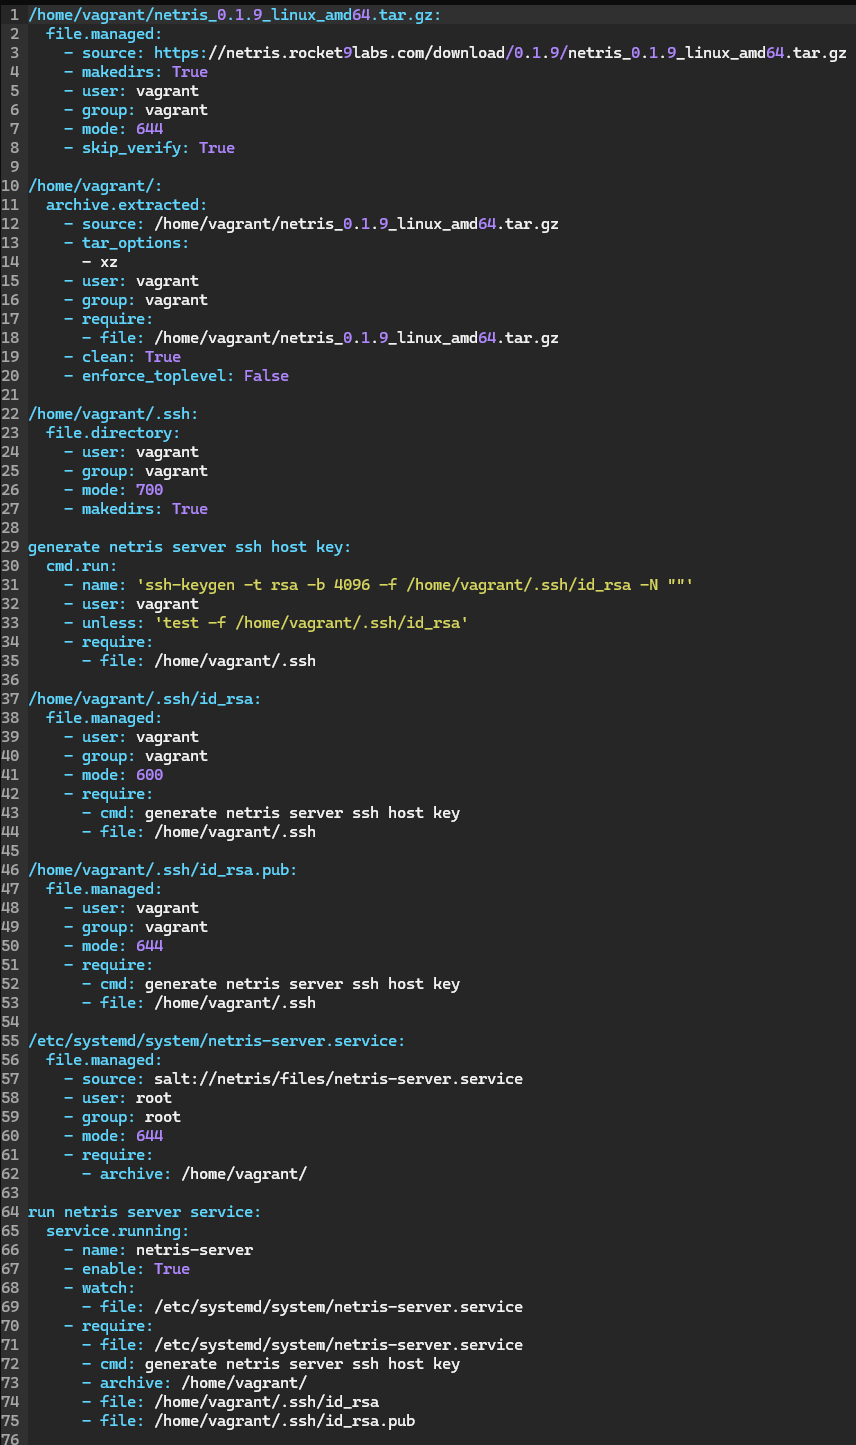 1 /home/vagrant/netris_0.1.9_linux_amd64.tar.gz:
2   file.managed:
3     - source: https://netris.rocket9labs.com/download/0.1.9/netris_0.1.9_linux_amd64.tar.gz
4     - makedirs: True
5     - user: vagrant
6     - group: vagrant
7     - mode: 644
8     - skip_verify: True
9
10 /home/vagrant/:
11   archive.extracted:
12     - source: /home/vagrant/netris_0.1.9_linux_amd64.tar.gz
13     - tar_options:
14       - xz
15     - user: vagrant
16     - group: vagrant
17     - require:
18       - file: /home/vagrant/netris_0.1.9_linux_amd64.tar.gz
19     - clean: True
20     - enforce_toplevel: False
21
22 /home/vagrant/.ssh:
23   file.directory:
24     - user: vagrant
25     - group: vagrant
26     - mode: 700
27     - makedirs: True
28
29 generate netris server ssh host key:
30   cmd.run:
31     - name: 'ssh-keygen -t rsa -b 4096 -f /home/vagrant/.ssh/id_rsa -N ""'
32     - user: vagrant
33     - unless: 'test -f /home/vagrant/.ssh/id_rsa'
34     - require:
35       - file: /home/vagrant/.ssh
36
37 /home/vagrant/.ssh/id_rsa:
38   file.managed:
39     - user: vagrant
40     - group: vagrant
41     - mode: 600
42     - require:
43       - cmd: generate netris server ssh host key
44       - file: /home/vagrant/.ssh
45
46 /home/vagrant/.ssh/id_rsa.pub:
47   file.managed:
48     - user: vagrant
49     - group: vagrant
50     - mode: 644
51     - require:
52       - cmd: generate netris server ssh host key
53       - file: /home/vagrant/.ssh
54
55 /etc/systemd/system/netris-server.service:
56   file.managed:
57     - source: salt://netris/files/netris-server.service
58     - user: root
59     - group: root
60     - mode: 644
61     - require:
62       - archive: /home/vagrant/
63
64 run netris server service:
65   service.running:
66     - name: netris-server
67     - enable: True
68     - watch:
69       - file: /etc/systemd/system/netris-server.service
70     - require:
71       - file: /etc/systemd/system/netris-server.service
72       - cmd: generate netris server ssh host key
73       - archive: /home/vagrant/
74       - file: /home/vagrant/.ssh/id_rsa
75       - file: /home/vagrant/.ssh/id_rsa.pub
76